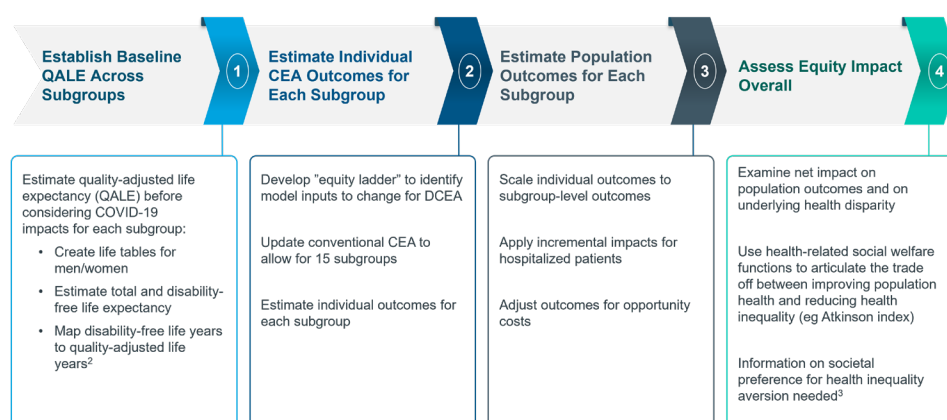 Establish Baseline
QALE Across
Subgroups
1
Estimate Individual
CEA Outcomes for
Each Subgroup
2
Estimate Population
Outcomes for Each
Subgroup
3
Assess Equity Impact
Overall
4
Estimate quality-adjusted life
expectancy (QALE) before
considering COVID-19
impacts for each subgroup:
• Create life tables for
men/women
• Estimate total and disability-
free life expectancy
• Map disability-free life years
to quality-adjusted life
years²
Develop "equity ladder" to identify
model inputs to change for DCEA
Update conventional CEA to
allow for 15 subgroups
Estimate individual outcomes for
each subgroup
Scale individual outcomes to
subgroup-level outcomes
Apply incremental impacts for
hospitalized patients
Adjust outcomes for opportunity
costs
Examine net impact on
population outcomes and on
underlying health disparity
Use health-related social welfare
functions to articulate the trade
off between improving population
health and reducing health
inequality (eg Atkinson index)
Information on societal
preference for health inequality
aversion needed³